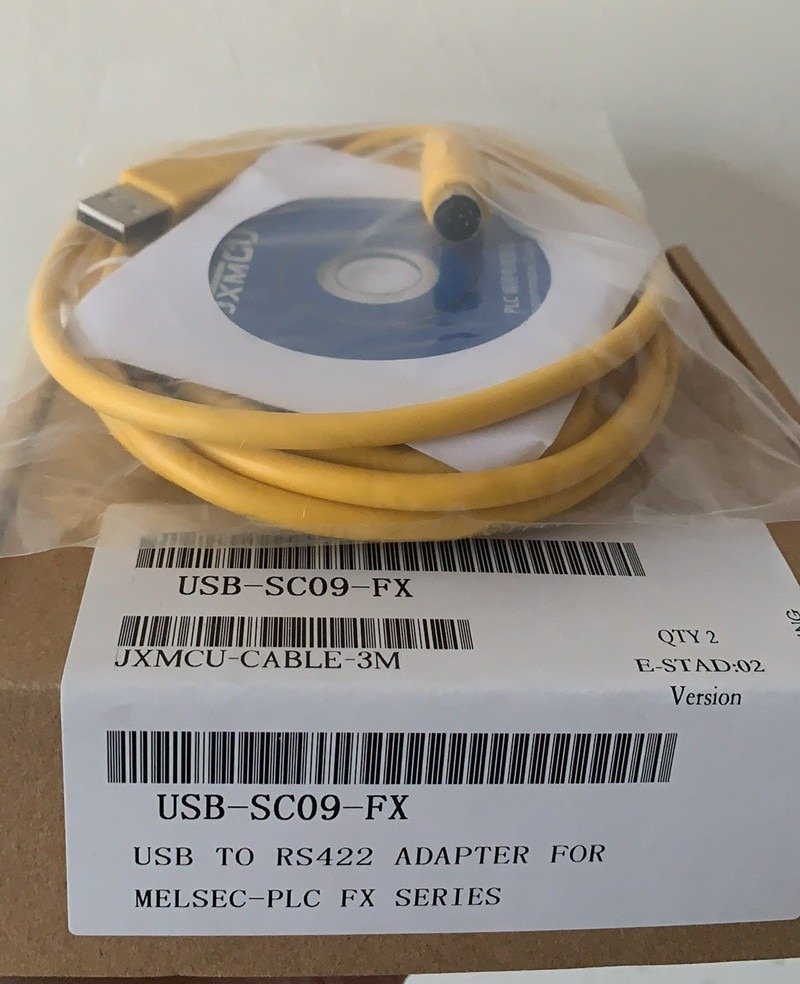 JXMCU
PLC
USB-SC09-FX
JXMCU-CABLE-3M
QTY 2
E-STAD:02
Version
USB-SC09-FX
USB TO RS422 ADAPTER FOR
MELSEC-PLC FX SERIES